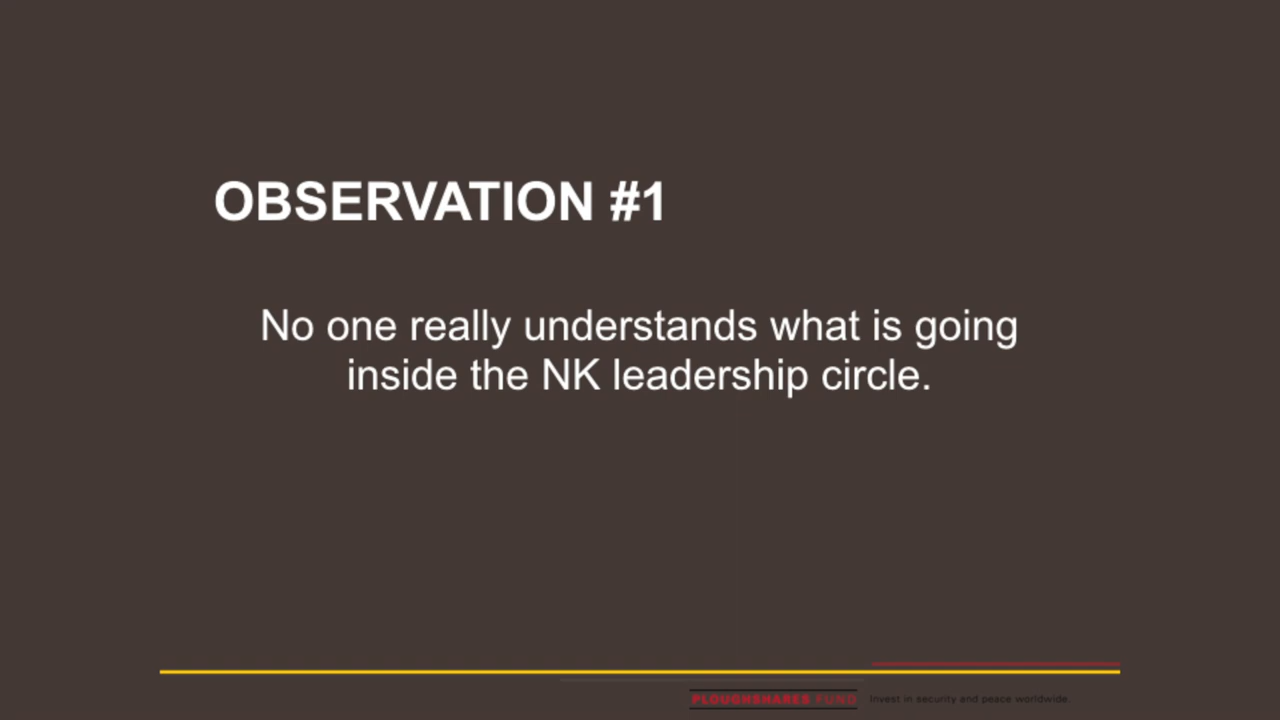 OBSERVATION #1
No one really understands what is going
inside the NK leadership circle.
PLOUGHSHARES FUND Invest in security and peace worldwide.